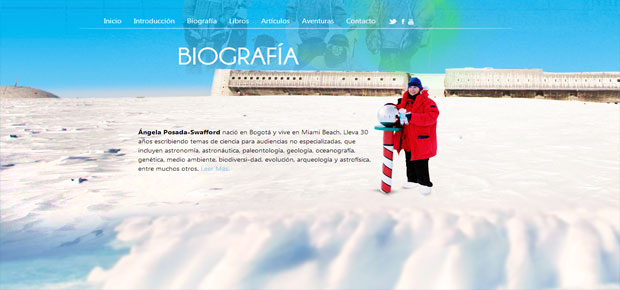 Inicio Introducción Biografía Libros Artículos Aventuras Contacto
BIOGRAFÍA
Ángela Posada-Swafford nació en Bogotá y vive en Miami Beach. Lleva 30
años escribiendo temas de ciencia para audiencias no especializadas, que
incluyen astronomía, astronáutica, paleontología, geología, oceanografía,
genética, medio ambiente, biodiversi-dad, evolución, arqueología y astrofísica,
entre muchos otros. Leer Más